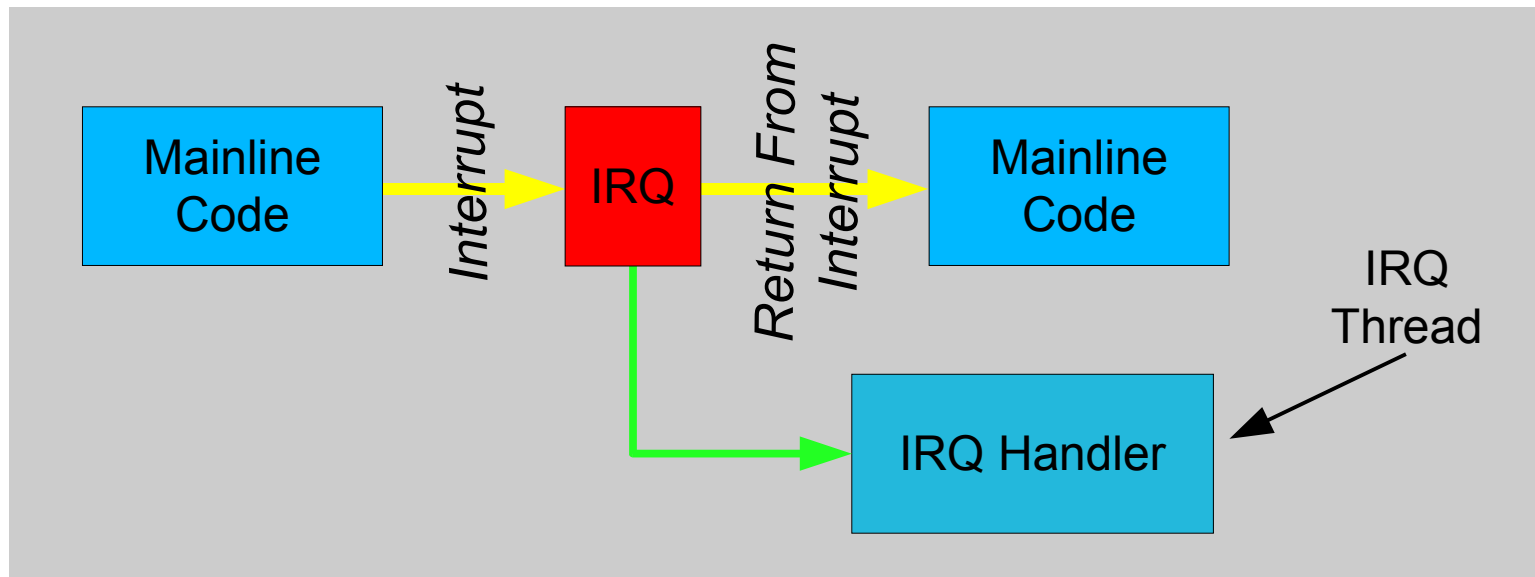 Mainline
Code
Interrupt
IRQ
Return From
Interrupt
Mainline
Code
IRQ
Thread
IRQ Handler